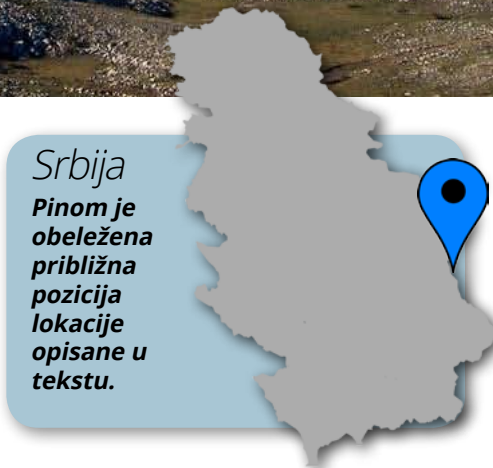 Srbija
Pinom je
obeležena
približna
pozicija
lokacije
opisane u
tekstu.